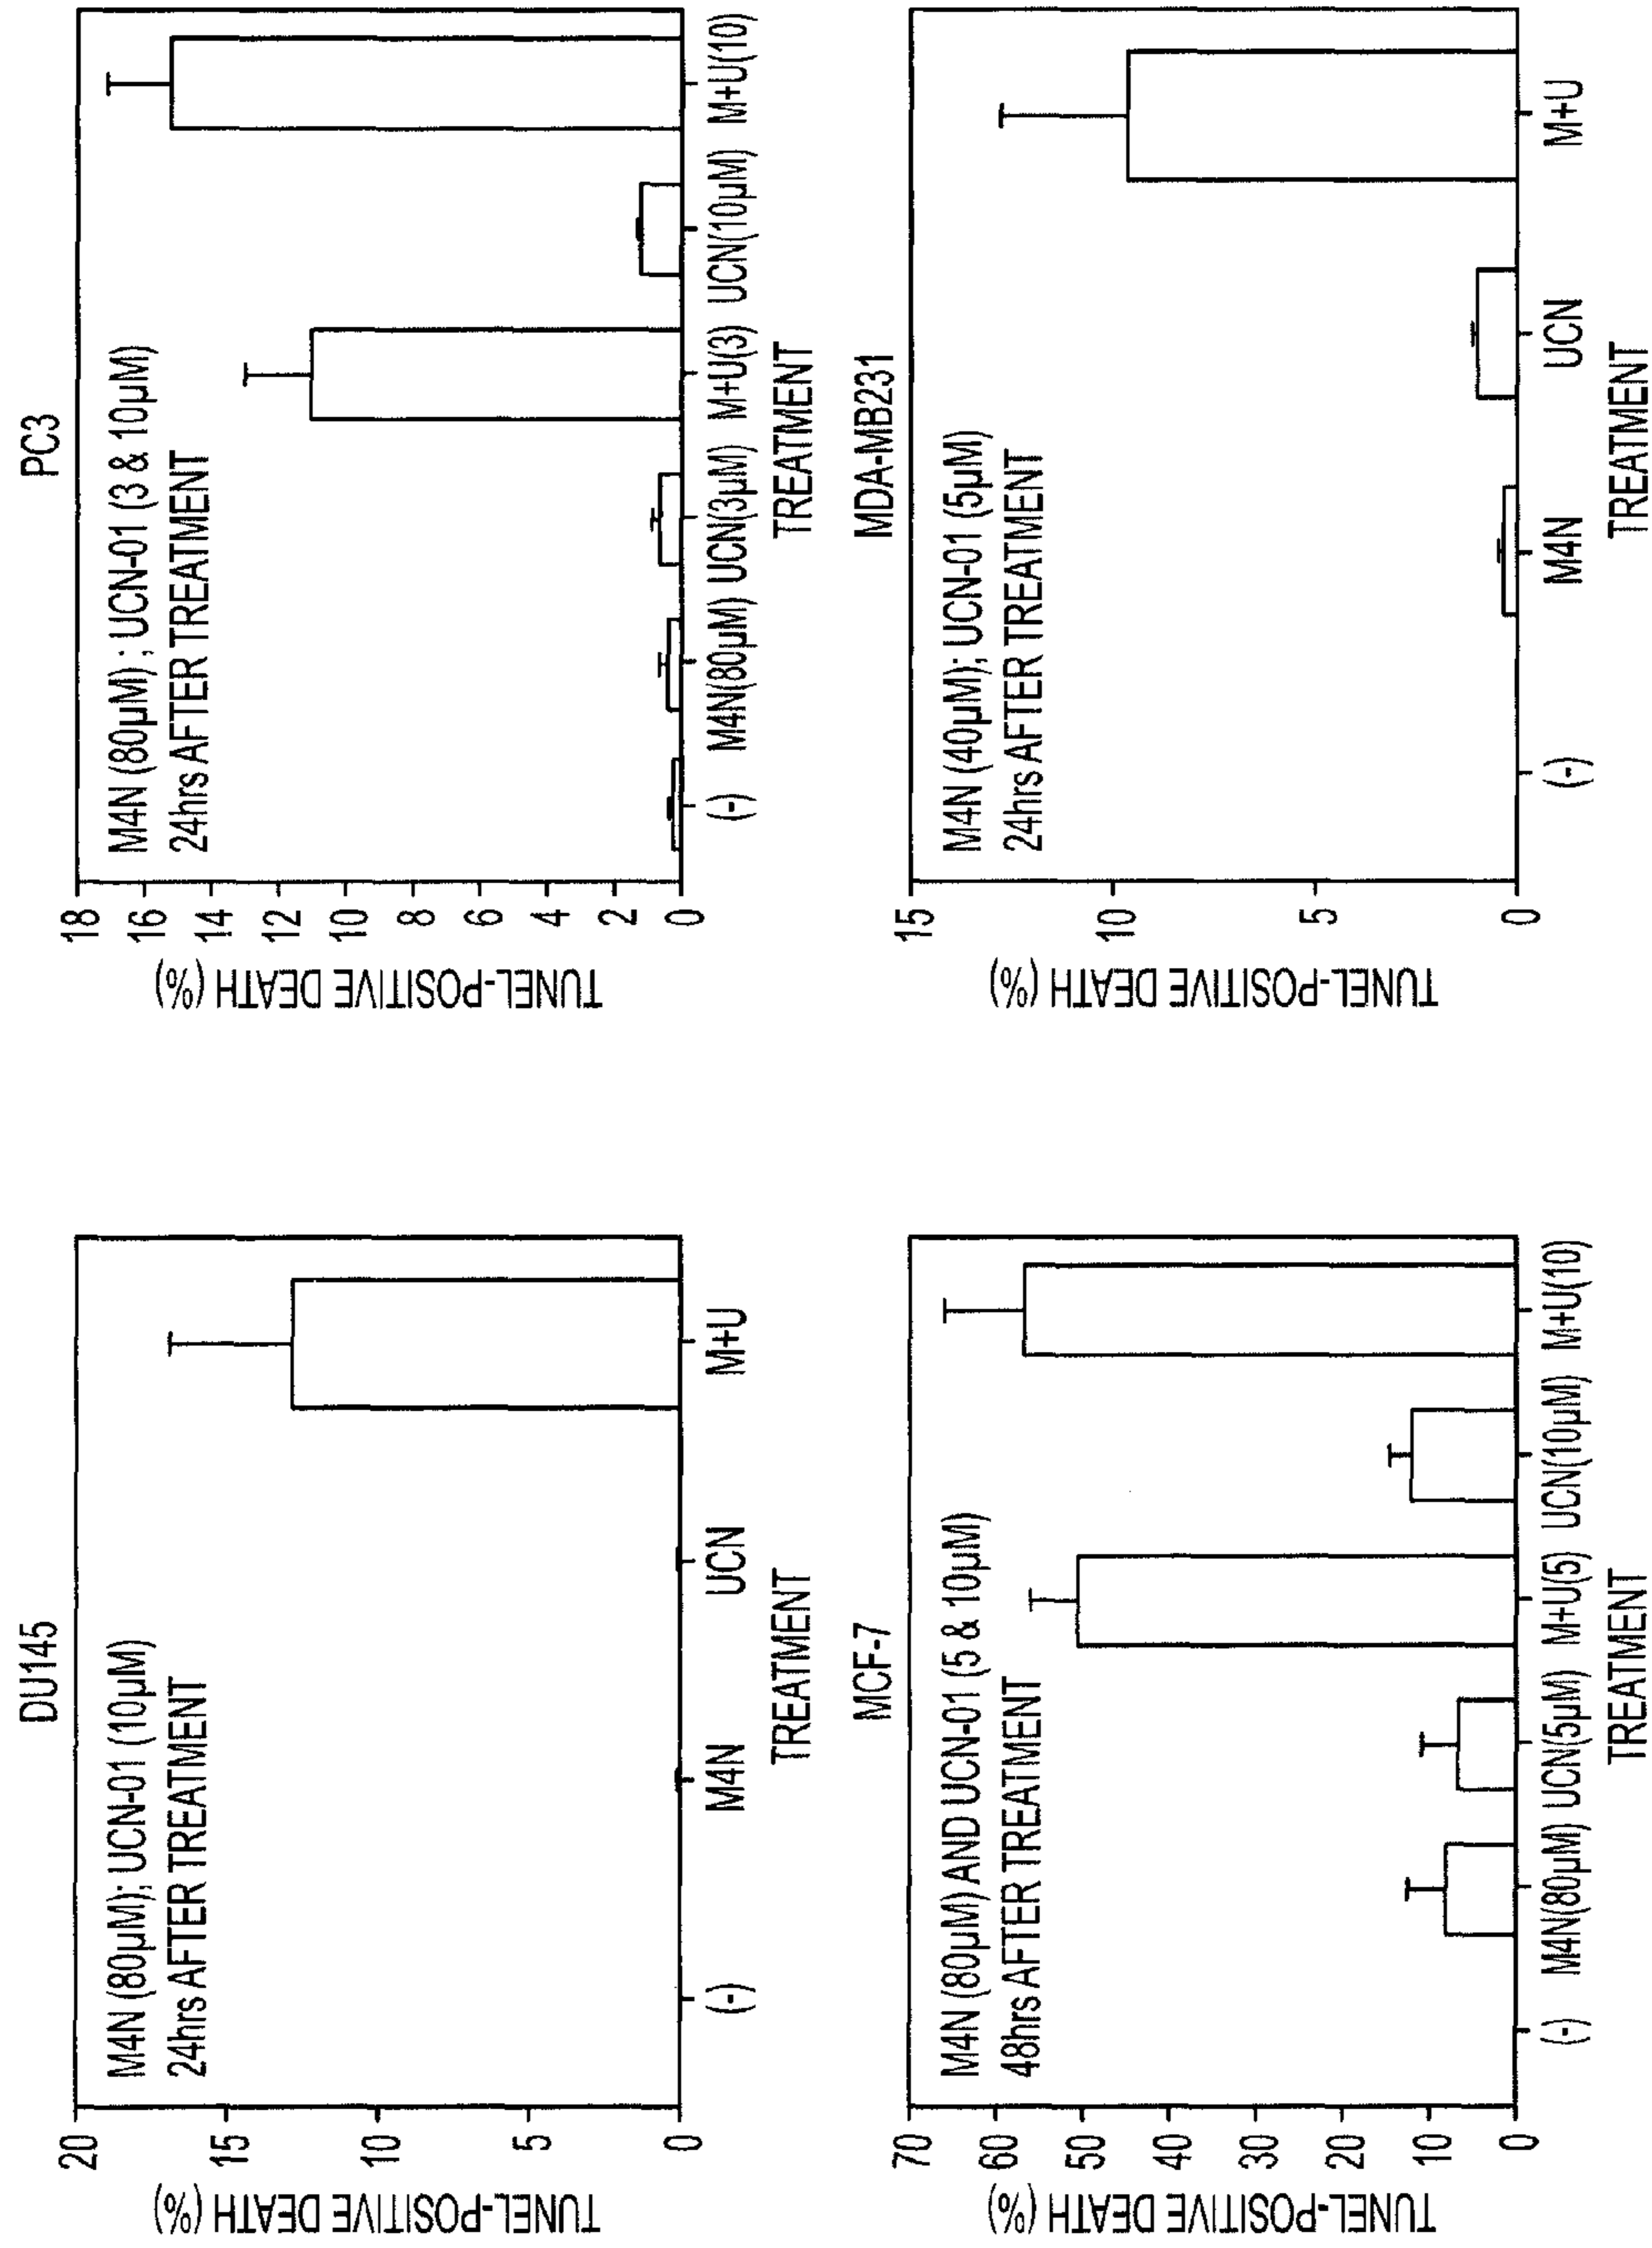 DU145
M4N (80μM); UCN-01 (10μM)
24hrs AFTER TREATMENT
TUNEL-POSITIVE DEATH (%)
20
15
10
5
0
(-) M4N UCN M+U
TREATMENT
PC3
M4N (80μM) ; UCN-01 (3 & 10μM)
24hrs AFTER TREATMENT
TUNEL-POSITIVE DEATH (%)
18
16
14
12
10
8
6
4
2
0
(-) M4N(80μM) UCN(3μM) M+U(3) UCN(10μM) M+U(10)
TREATMENT
MCF-7
M4N (80μM) AND UCN-01 (5 & 10μM)
48hrs AFTER TREATMENT
TUNEL-POSITIVE DEATH (%)
70
60
50
40
30
20
10
0
(-) M4N(80μM) UCN(5μM) M+U(5) UCN(10μM) M+U(10)
TREATMENT
MDA-MB231
M4N (40μM); UCN-01 (5μM)
24hrs AFTER TREATMENT
TUNEL-POSITIVE DEATH (%)
15
10
5
0
(-) M4N UCN M+U
TREATMENT